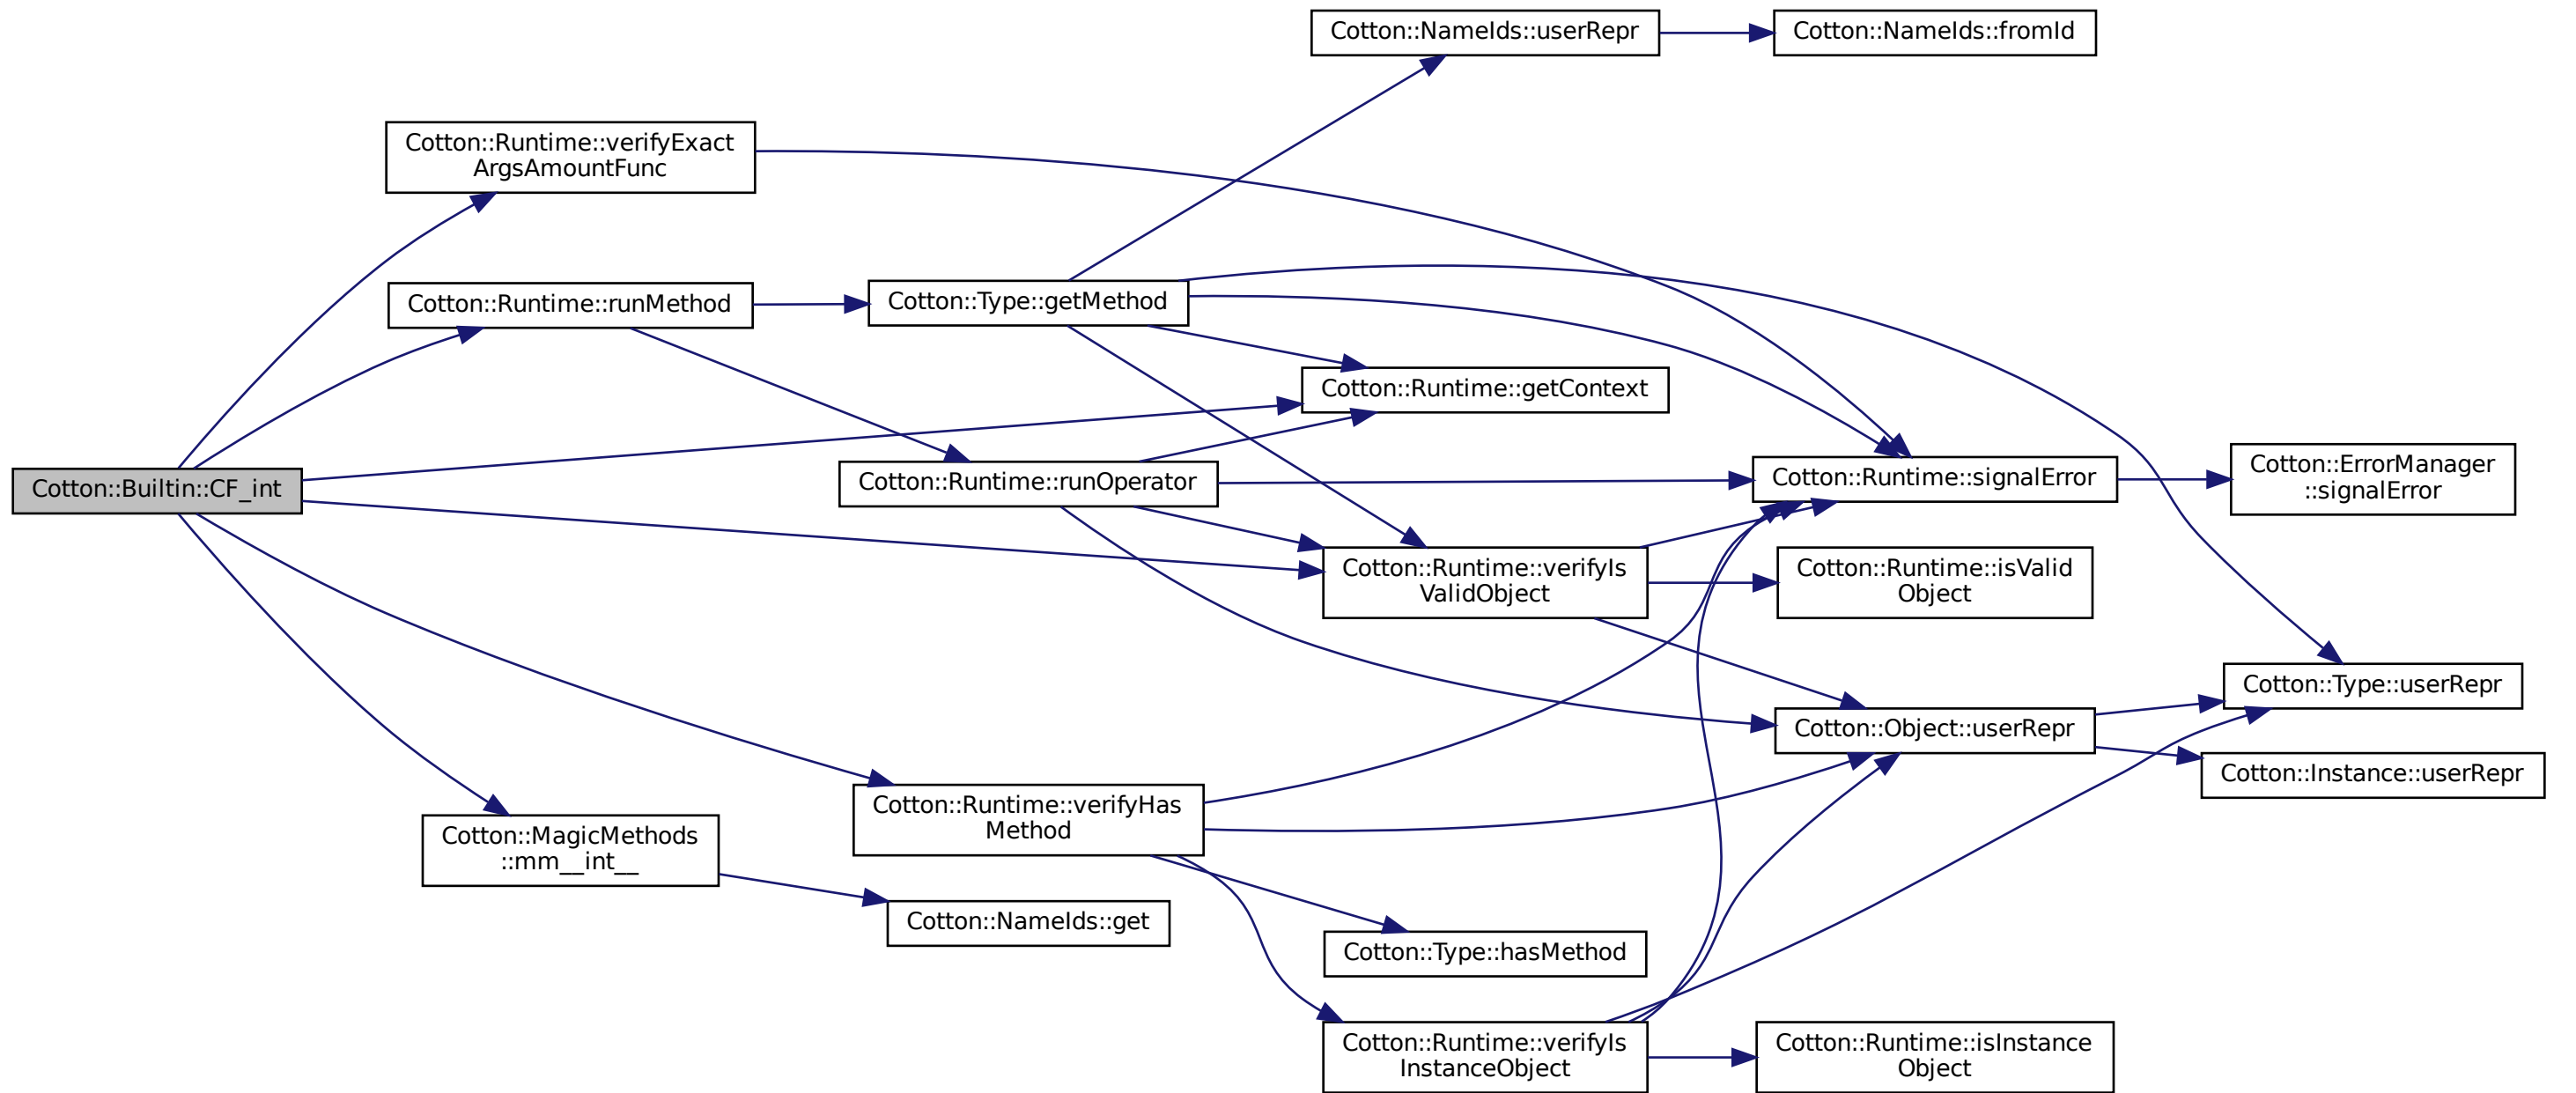 Cotton::NameIds::userRepr
Cotton::NameIds::fromId
Cotton::Runtime::verifyExact
ArgsAmountFunc
Cotton::Runtime::runMethod
Cotton::Type::getMethod
Cotton::Runtime::getContext
Cotton::Builtin::CF_int
Cotton::Runtime::runOperator
Cotton::Runtime::signalError
Cotton::ErrorManager
::signalError
Cotton::Runtime::verifyIs
ValidObject
Cotton::Runtime::isValid
Object
Cotton::Type::userRepr
Cotton::Object::userRepr
Cotton::Instance::userRepr
Cotton::Runtime::verifyHas
Method
Cotton::MagicMethods
::mm__int__
Cotton::NameIds::get
Cotton::Type::hasMethod
Cotton::Runtime::verifyIs
InstanceObject
Cotton::Runtime::isInstance
Object